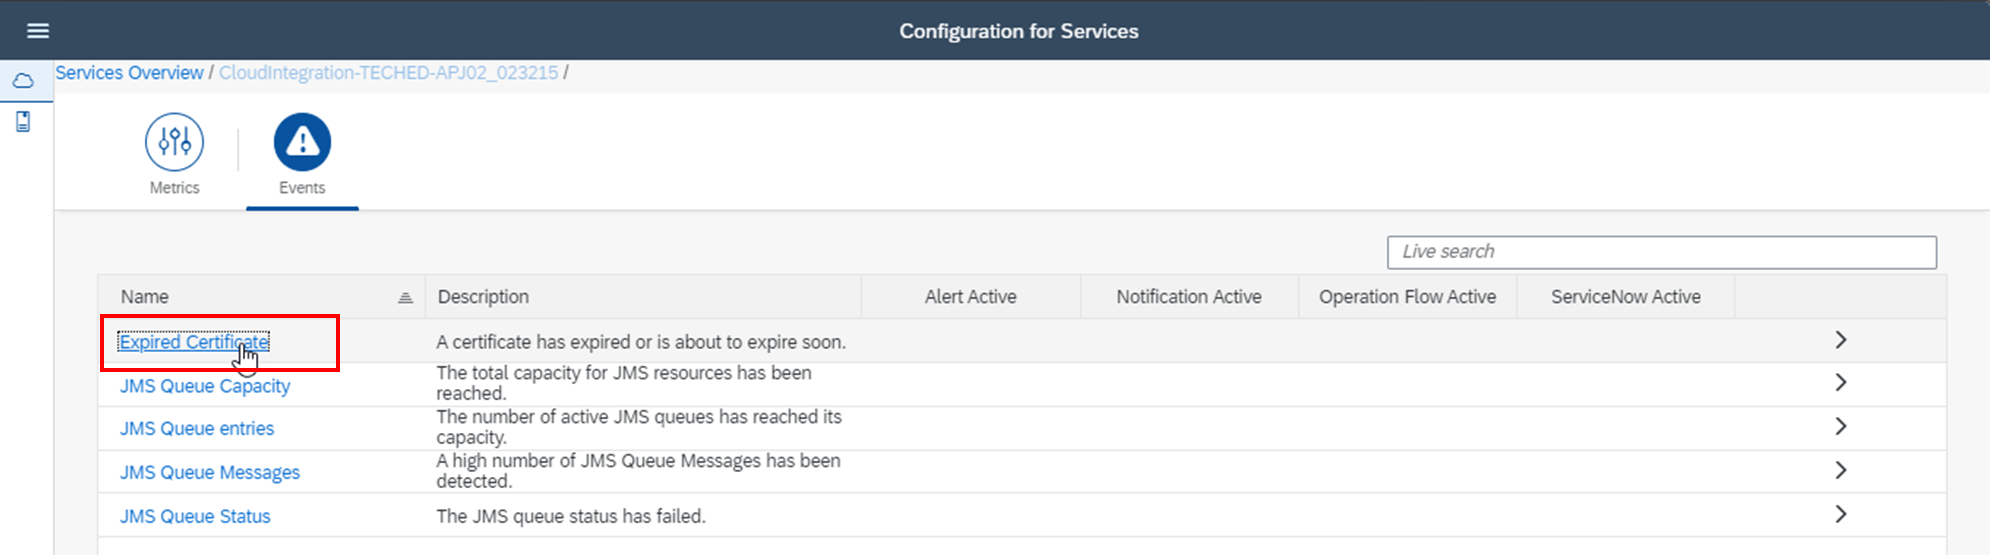 Configuration for Services
Services Overview / CloudIntegration-TECHED-APJ02_023215 /
Metrics
Events
Live search
Name Description Alert Active Notification Active Operation Flow Active ServiceNow Active
Expired Certificate A certificate has expired or is about to expire soon.
JMS Queue Capacity The total capacity for JMS resources has been
reached.
JMS Queue entries The number of active JMS queues has reached its
capacity.
JMS Queue Messages A high number of JMS Queue Messages has been
detected.
JMS Queue Status The JMS queue status has failed.